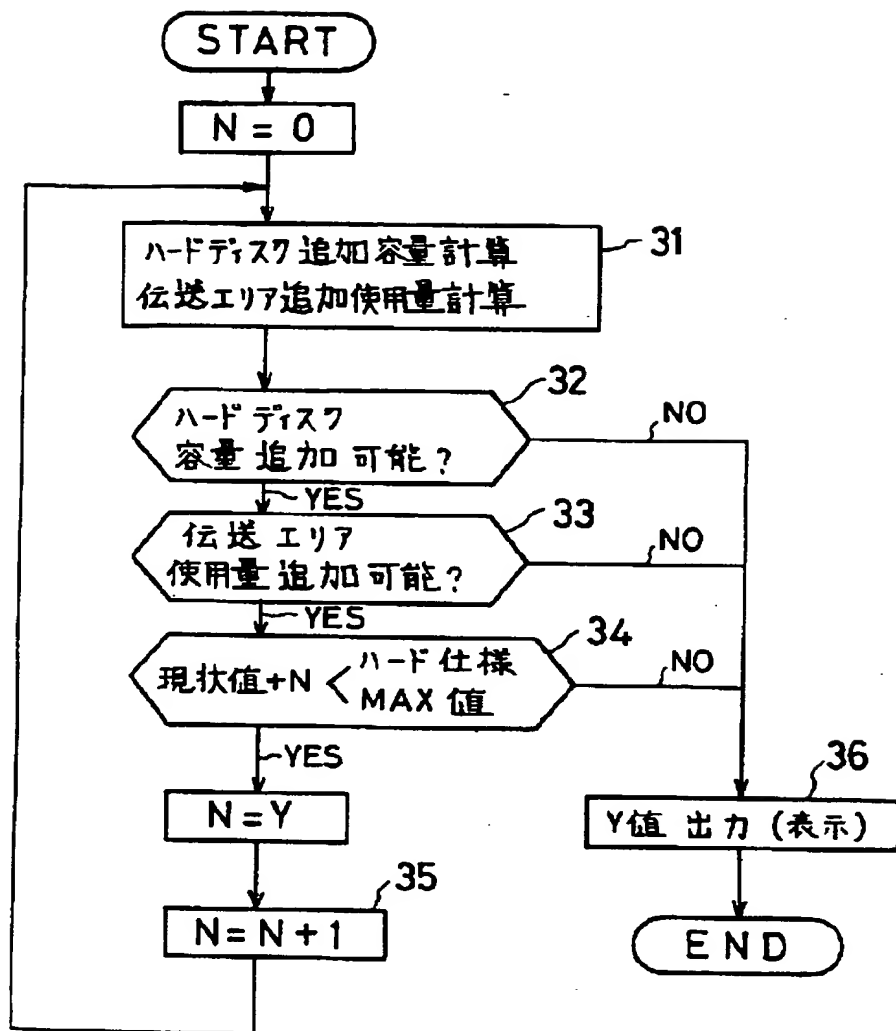 START
N = 0
ハードディスク追加容量計算
伝送エリア追加使用量計算
31
32
ハードディスク
容量追加可能?
NO
YES
33
伝送エリア
使用量追加可能?
NO
YES
34
現状値+N < ハード仕様
MAX値
NO
YES
N=Y
35
N=N+1
36
Y値出力(表示)
END